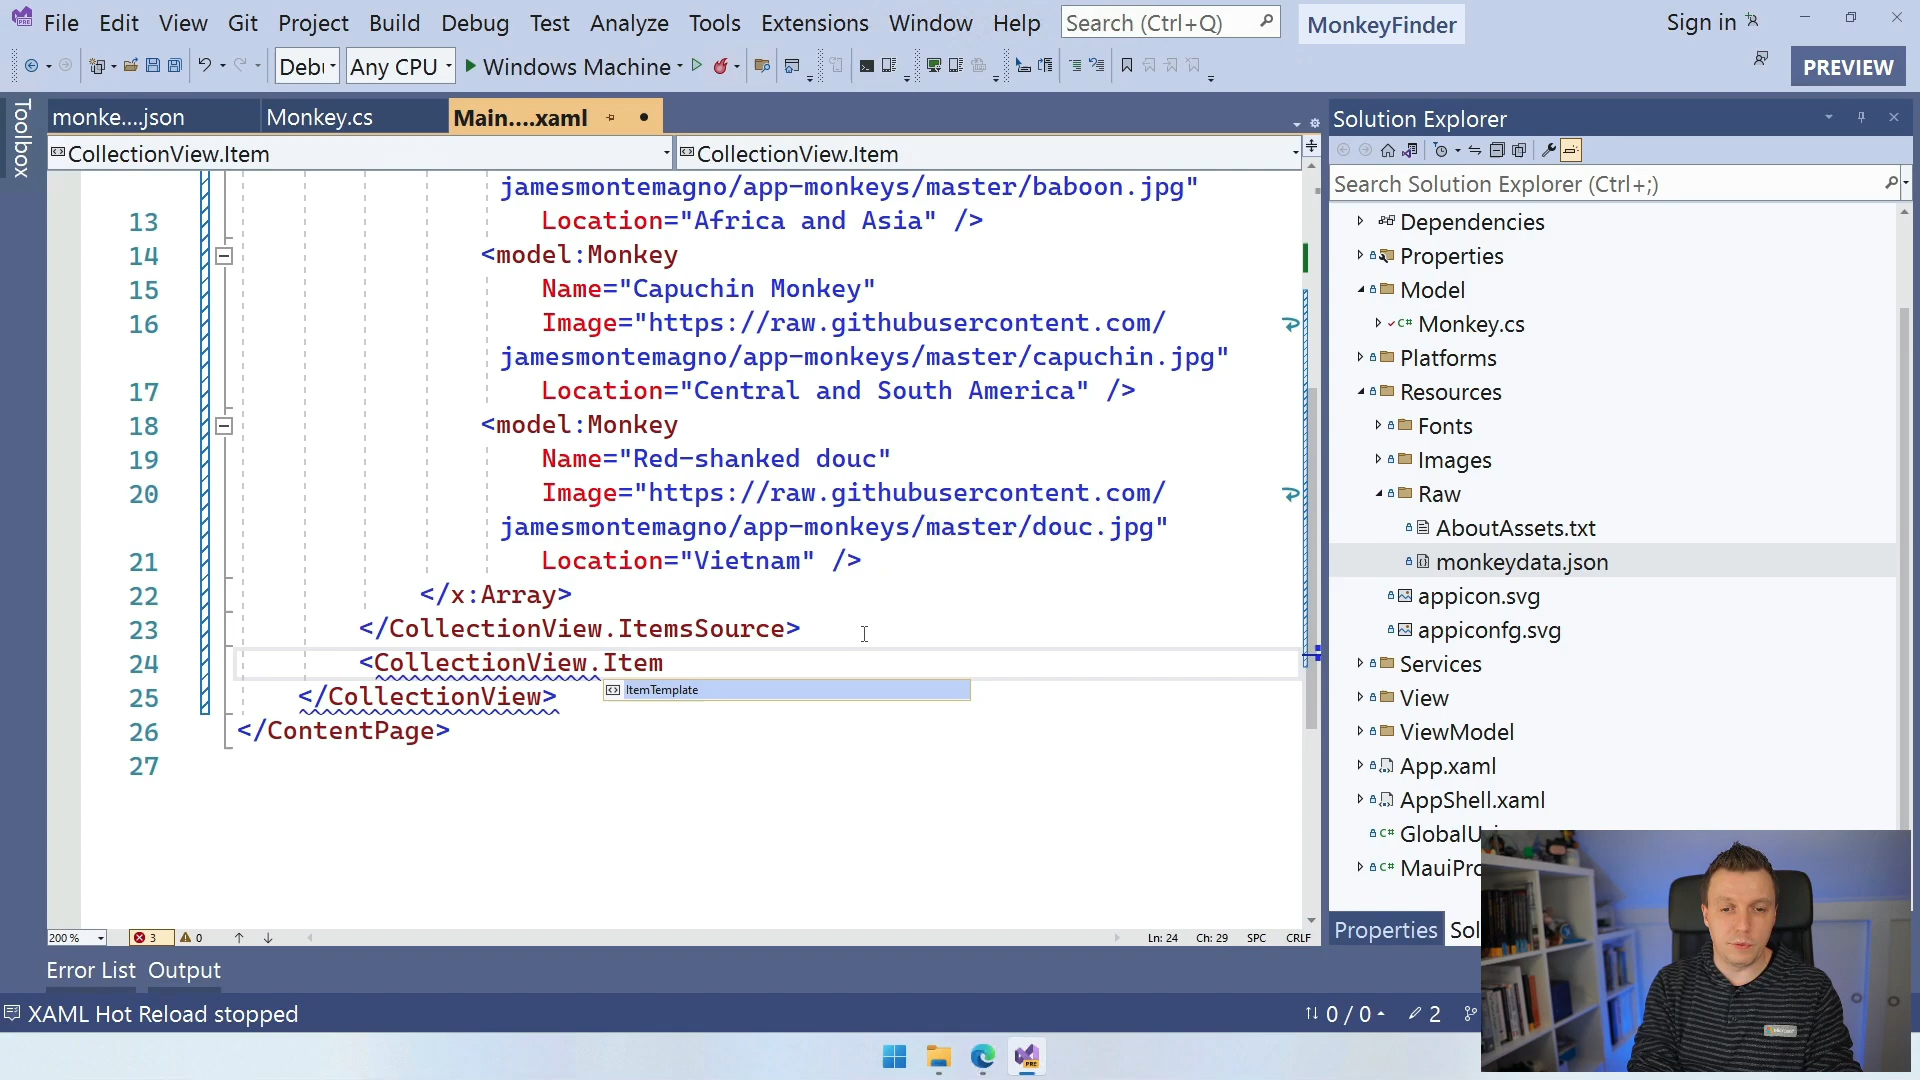 File Edit View Git Project Build Debug Test Analyze Tools Extensions Window Help Search (Ctrl+Q) MonkeyFinder Sign in
Any CPU Windows Machine PREVIEW
Toolbox
monke....json Monkey.cs Main....xaml
CollectionView.Item CollectionView.Item
jamesmontemagno/app-monkeys/master/baboon.jpg"
13 Location="Africa and Asia" />
14 <model:Monkey
15 Name="Capuchin Monkey"
16 Image="https://raw.githubusercontent.com/
jamesmontemagno/app-monkeys/master/capuchin.jpg"
17 Location="Central and South America" />
18 <model:Monkey
19 Name="Red-shanked douc"
20 Image="https://raw.githubusercontent.com/
jamesmontemagno/app-monkeys/master/douc.jpg"
21 Location="Vietnam" />
22 </x:Array>
23 </CollectionView.ItemsSource>
24 <CollectionView.Item
ItemTemplate
25 </CollectionView>
26 </ContentPage>
27
200 % 3 0 Ln: 24 Ch: 29 SPC CRLF
Solution Explorer
Search Solution Explorer (Ctrl+;)
Dependencies
Properties
Model
C# Monkey.cs
Platforms
Resources
Fonts
Images
Raw
AboutAssets.txt
monkeydata.json
appicon.svg
appiconfg.svg
Services
View
ViewModel
App.xaml
AppShell.xaml
C#
C#
Properties
Error List Output
XAML Hot Reload stopped 0 / 0 2
PRE